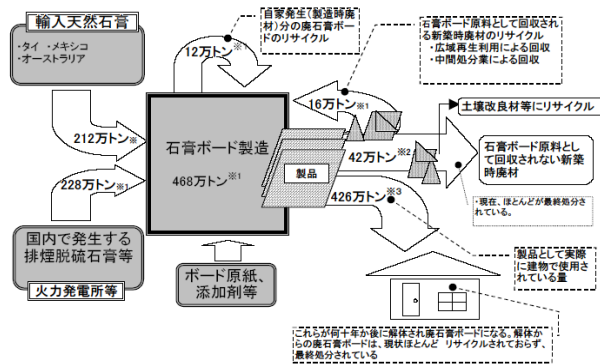 輸入天然石膏
・タイ ・メキシコ
・オーストラリア
12万トン※1
自家発生(製造時廃
材)分の廃石膏ボー
ドのリサイクル
石膏ボード原料として回収され
る新築時廃材のリサイクル
・広域再生利用による回収
・中間処分業による回収
16万トン※1
土壌改良材等にリサイクル
212万トン※
石膏ボード製造
468万トン※1
42万トン※2
石膏ボード原料とし
て回収されない新築
時廃材
製品
228万トン※1
426万トン※3
・現在、ほとんどが最終処分さ
れている。
国内で発生する
排煙脱硫石膏等
火力発電所等
ボード原紙、
添加剤等
製品として実際
に建物で使用さ
れている量
これらが何十年か後に解体され廃石膏ボードになる。解体か
らの廃石膏ボードは、現状ほとんど リサイクルされておらず、
最終処分されている